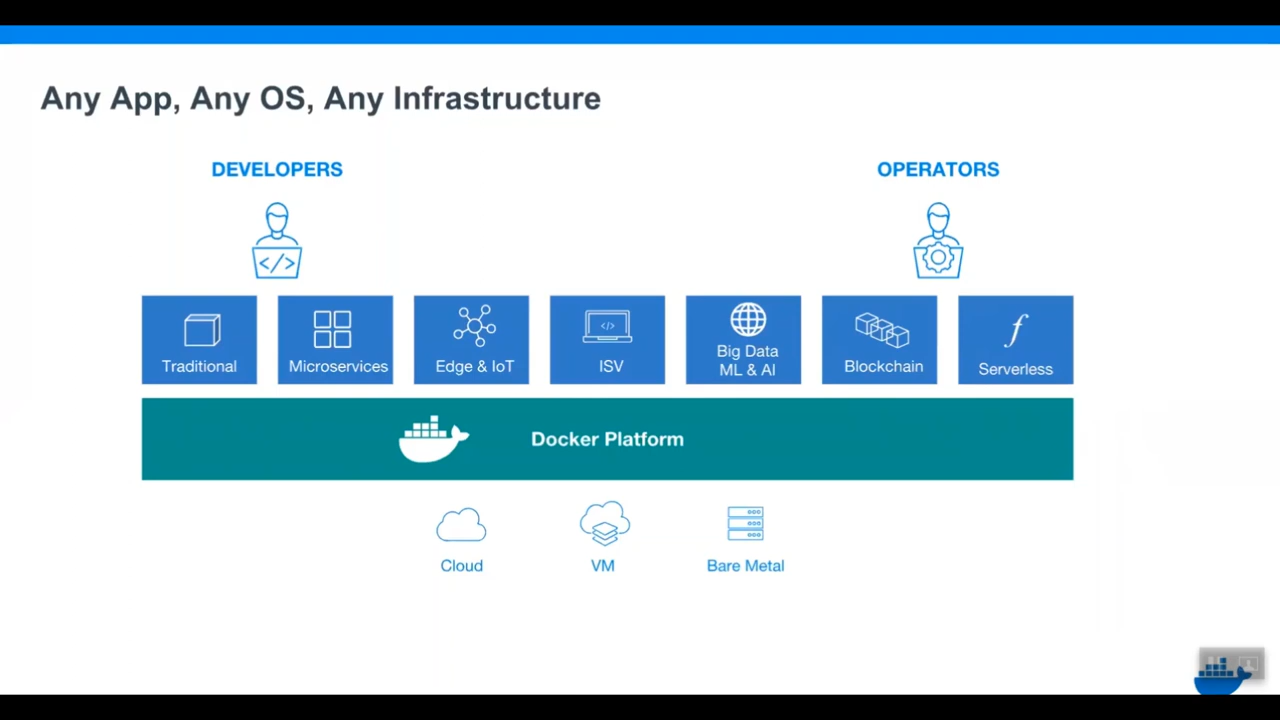 Any App, Any OS, Any Infrastructure
DEVELOPERS
OPERATORS
</>
Traditional
Microservices
Edge & IoT
</>
ISV
Big Data
ML & AI
Blockchain
f
Serverless
Docker Platform
Cloud
VM
Bare Metal